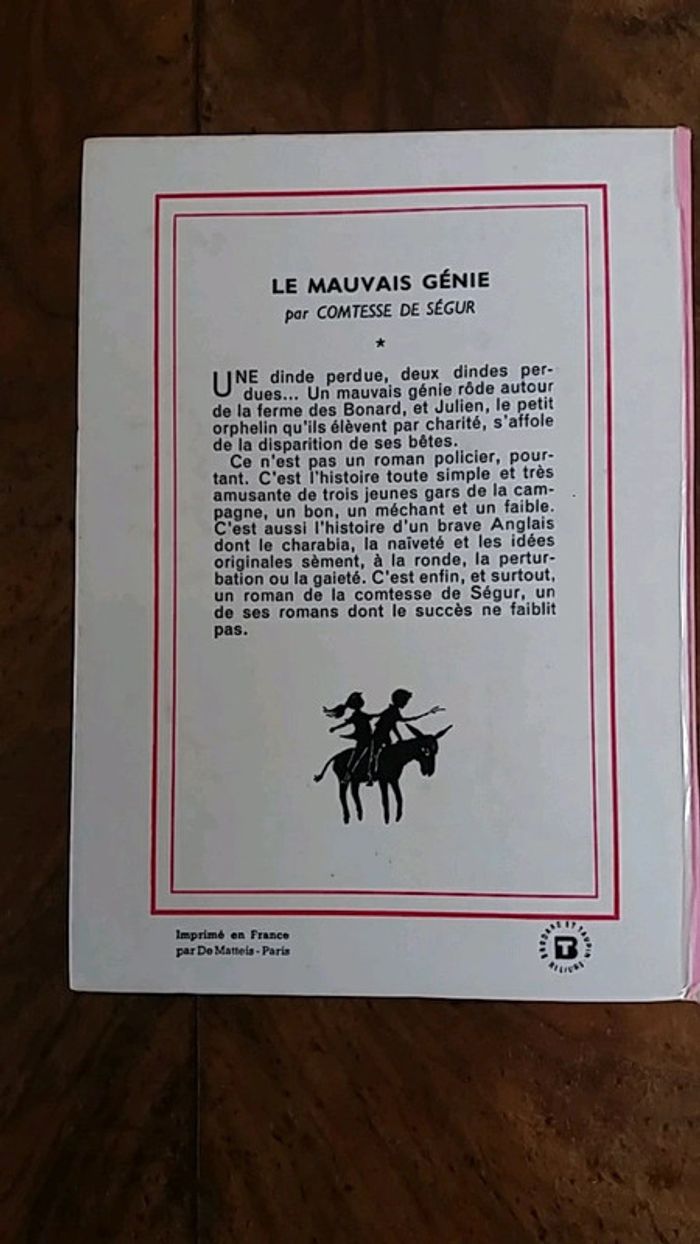 LE MAUVAIS GÉNIE
par COMTESSE DE SÉGUR
★
UNE dinde perdue, deux dindes per-
dues... Un mauvais génie rôde autour
de la ferme des Bonard, et Julien, le petit
orphelin qu'ils élèvent par charité, s'affole
de la disparition de ses bêtes.
Ce n'est pas un roman policier, pour-
tant. C'est l'histoire toute simple et très
amusante de trois jeunes gars de la cam-
pagne, un bon, un méchant et un faible.
C'est aussi l'histoire d'un brave Anglais
dont le charabia, la naïveté et les idées
originales sèment, à la ronde, la pertur-
bation ou la gaieté. C'est enfin, et surtout,
un roman de la comtesse de Ségur, un
de ses romans dont le succès ne faiblit
pas.
Imprimé en France
par De Matteis - Paris
BRODARD ET TAUPIN
RELIURE